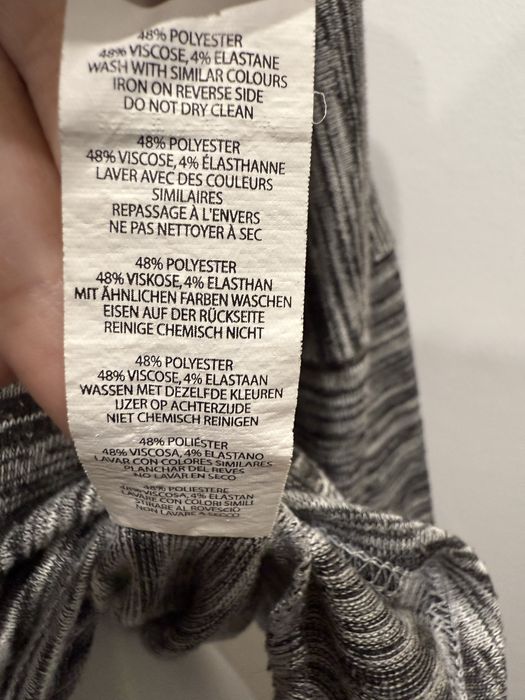 48% POLYESTER
48% VISCOSE, 4% ELASTANE
WASH WITH SIMILAR COLOURS
IRON ON REVERSE SIDE
DO NOT DRY CLEAN
48% POLYESTER
48% VISCOSE, 4% ÉLASTHANNE
LAVER AVEC DES COULEURS
SIMILAIRES
REPASSAGE À L'ENVERS
NE PAS NETTOYER À SEC
48% POLYESTER
48% VISKOSE, 4% ELASTHAN
MIT ÄHNLICHEN FARBEN WASCHEN
EISEN AUF DER RÜCKSEITE
REINIGE CHEMISCH NICHT
48% POLYESTER
48% VISCOSE, 4% ELASTAAN
WASSEN MET DEZELFDE KLEUREN
IJZER OP ACHTERZIJDE
NIET CHEMISCH REINIGEN
48% POLIÉSTER
48% VISCOSA, 4% ELASTANO
LAVAR CON COLORES SIMILARES
PLANCHAR DEL REVÉS
NO LAVAR EN SECO
48% POLIESTERE
48% VISCOSA, 4% ELASTAN
LAVARE CON COLORI SIMILI
STIRARE AL ROVESCIO
NON LAVARE A SECCO